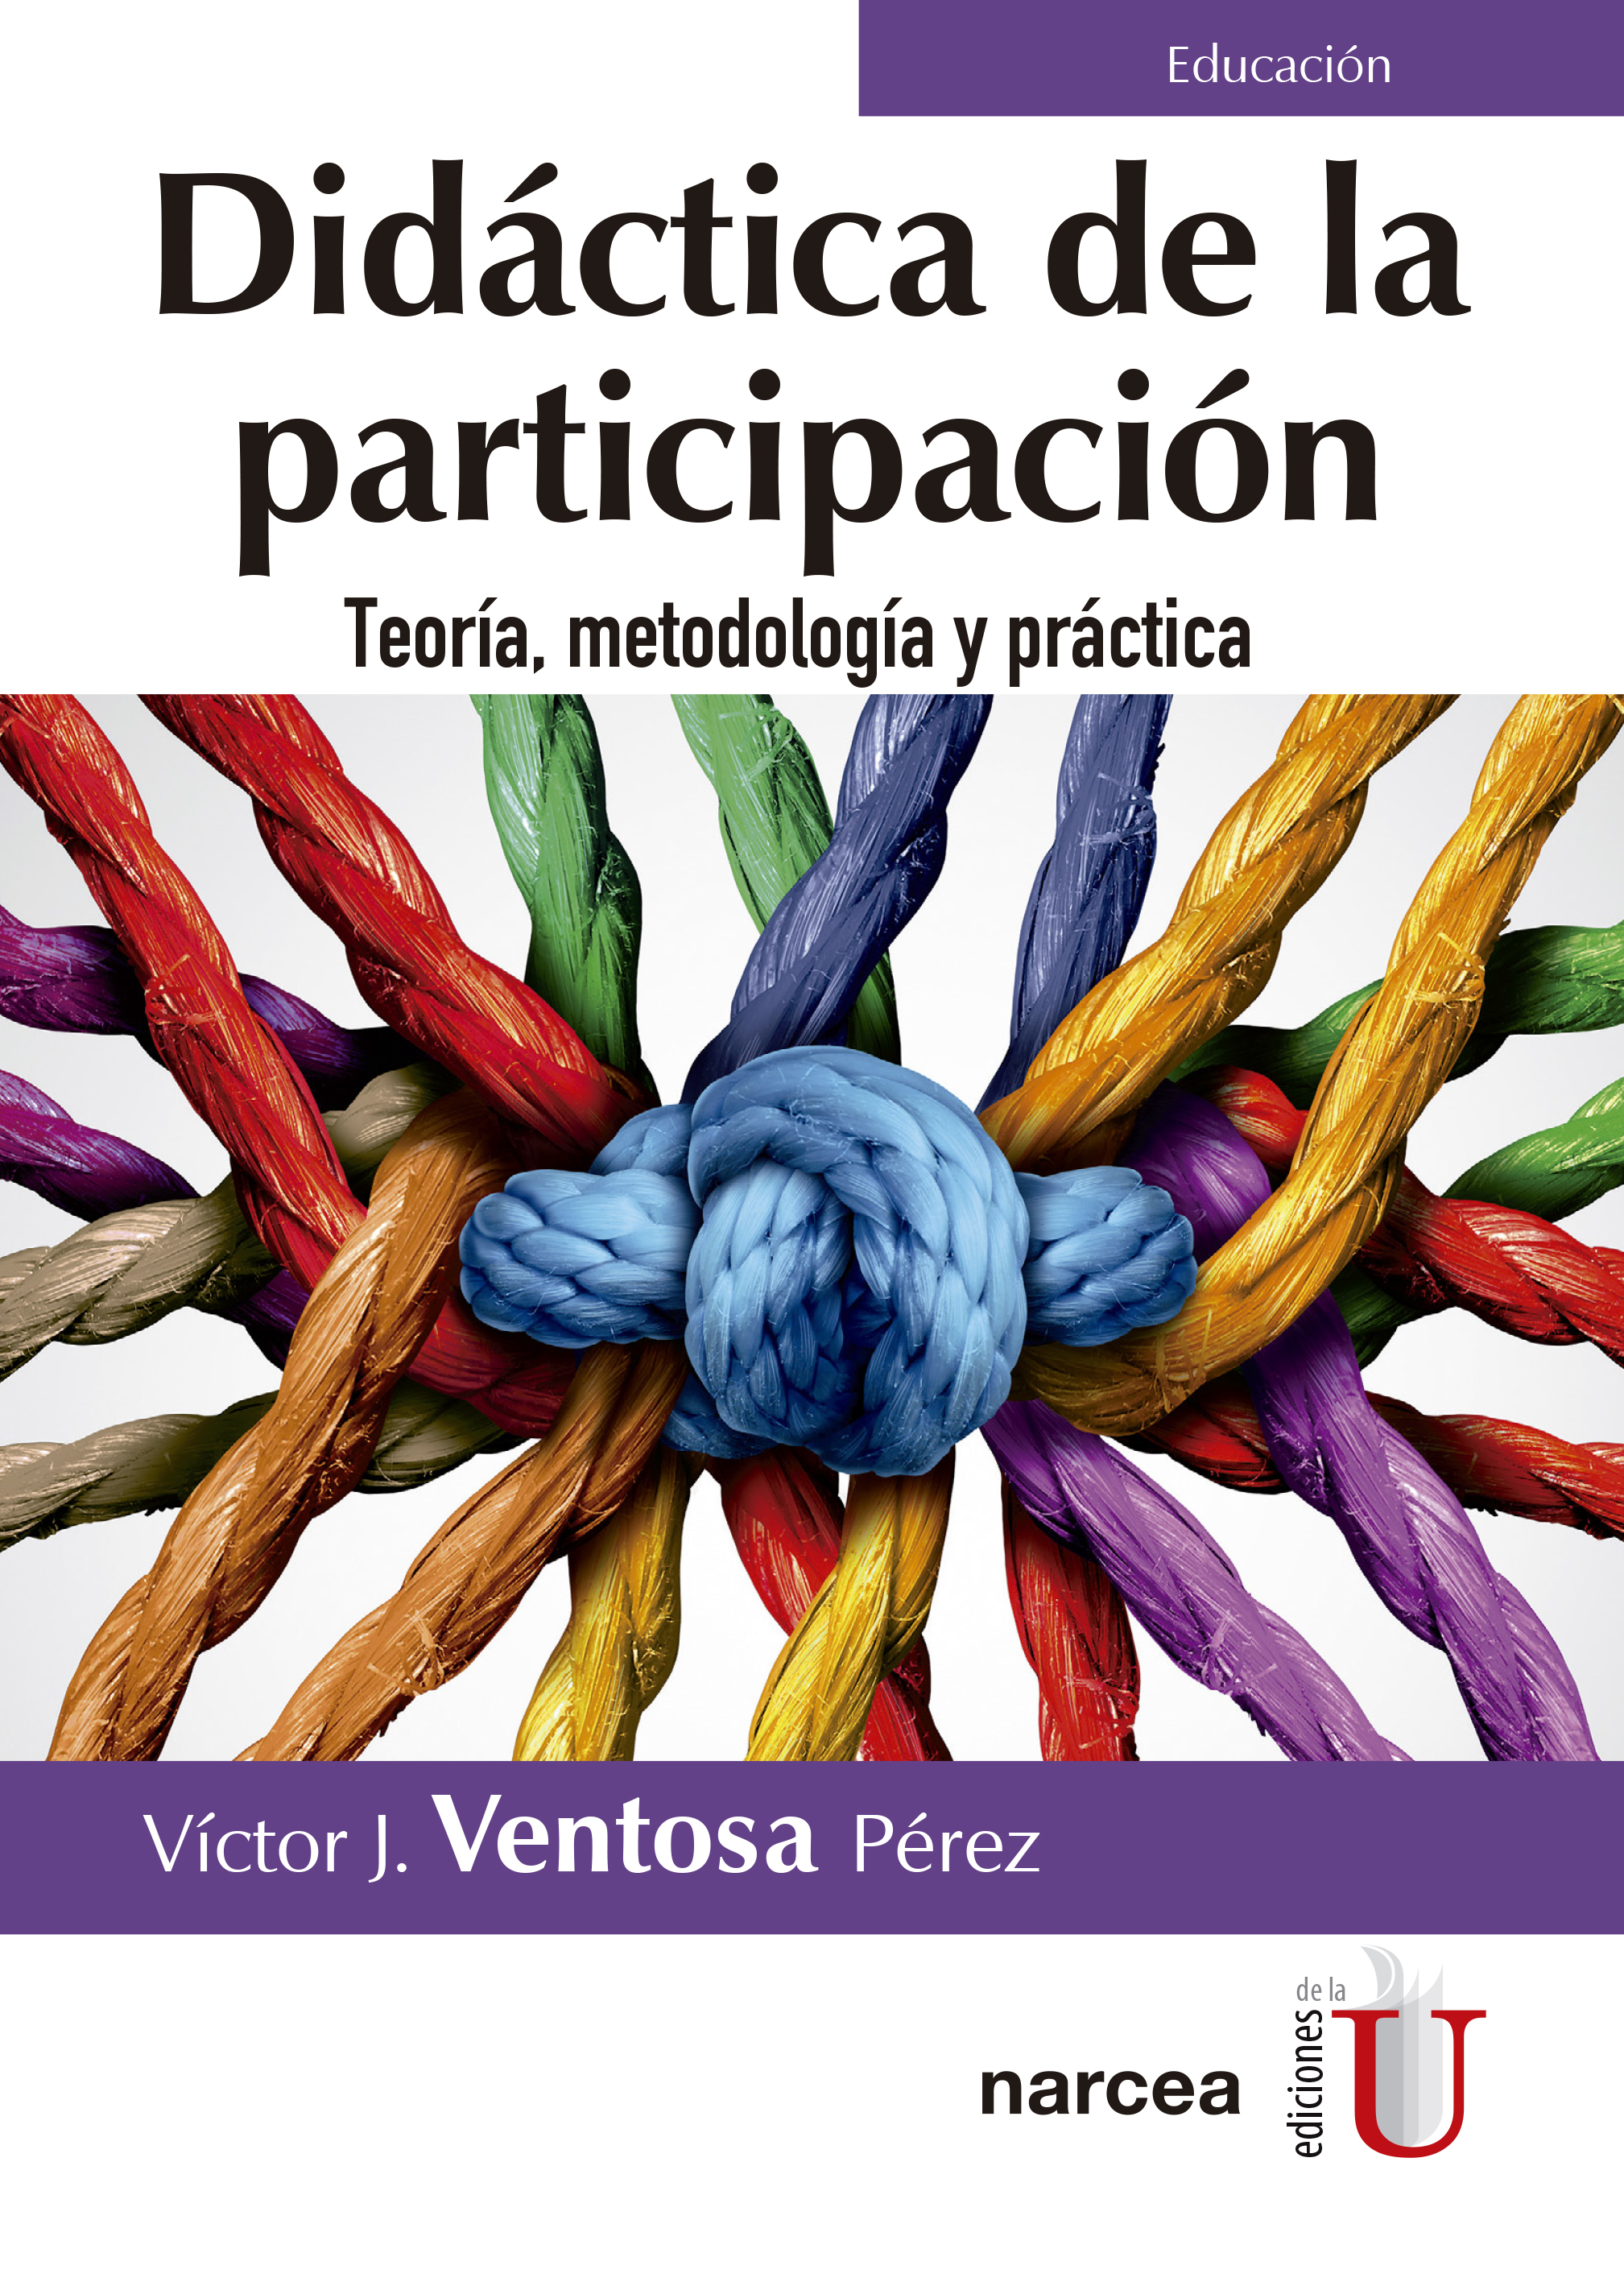 Educación
Didáctica de la
participación
Teoría, metodología y práctica
Víctor J. Ventosa Pérez
narcea
ediciones
de la
U